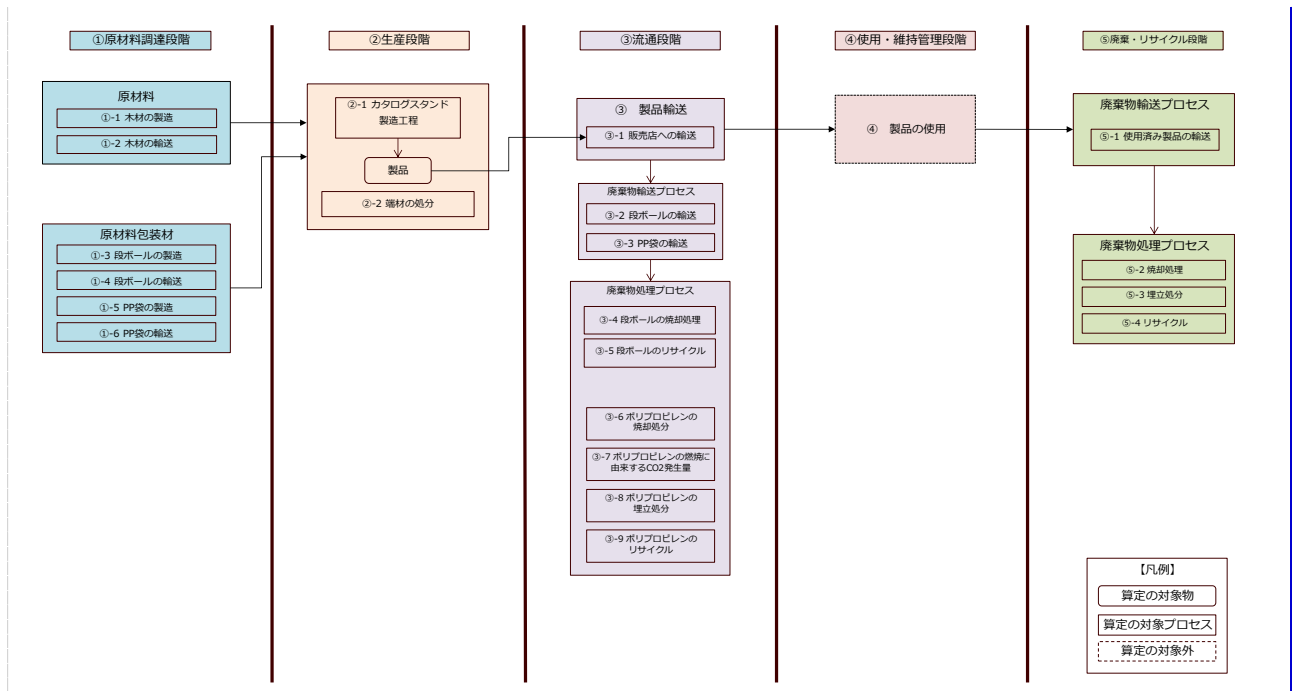 ①原材料調達段階
②生産段階
③流通段階
④使用・維持管理段階
⑤廃棄・リサイクル段階
原材料
①-1 木材の製造
①-2 木材の輸送
原材料包装材
①-3 段ボールの製造
①-4 段ボールの輸送
①-5 PP袋の製造
①-6 PP袋の輸送
②-1 カタログスタンド
製造工程
製品
②-2 端材の処分
③ 製品輸送
③-1 販売店への輸送
廃棄物輸送プロセス
③-2 段ボールの輸送
③-3 PP袋の輸送
廃棄物処理プロセス
③-4 段ボールの焼却処理
③-5 段ボールのリサイクル
③-6 ポリプロピレンの
焼却処分
③-7 ポリプロピレンの燃焼に
由来するCO2発生量
③-8 ポリプロピレンの
埋立処分
③-9 ポリプロピレンの
リサイクル
④ 製品の使用
廃棄物輸送プロセス
⑤-1 使用済み製品の輸送
廃棄物処理プロセス
⑤-2 焼却処理
⑤-3 埋立処分
⑤-4 リサイクル
【凡例】
算定の対象物
算定の対象プロセス
算定の対象外